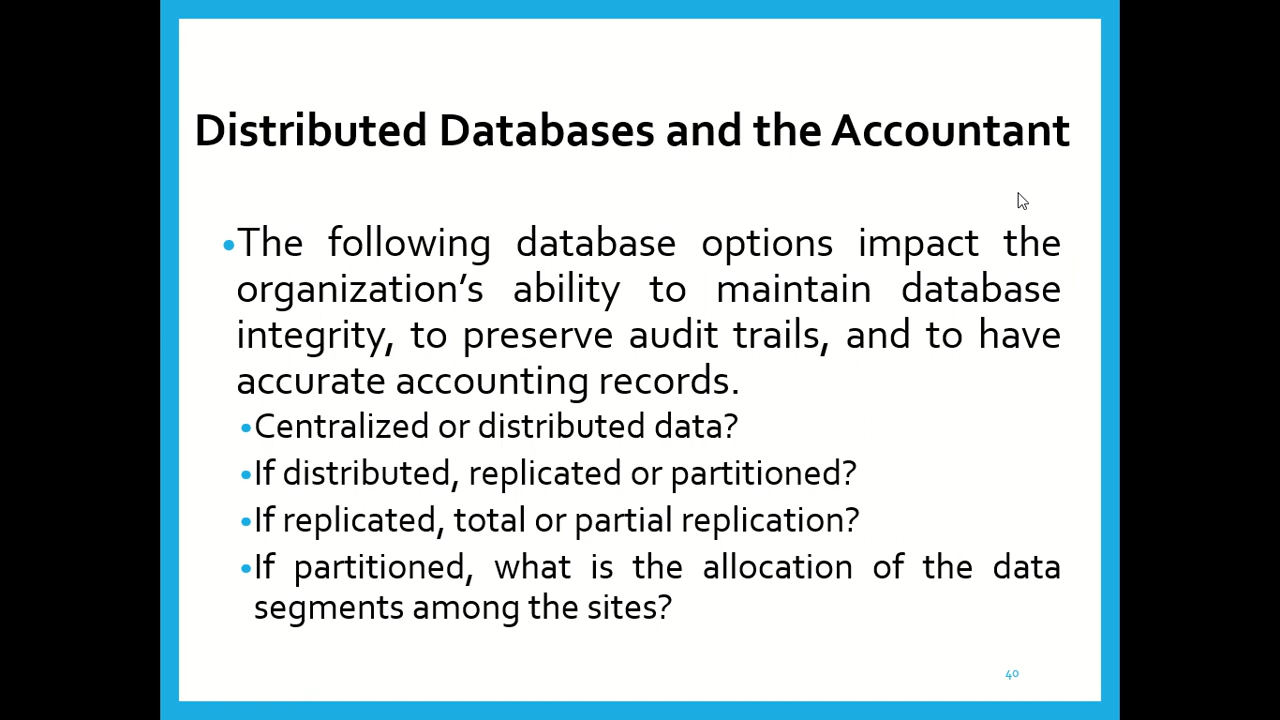 Distributed Databases and the Accountant
•The following database options impact the
organization’s ability to maintain database
integrity, to preserve audit trails, and to have
accurate accounting records.
•Centralized or distributed data?
•If distributed, replicated or partitioned?
•If replicated, total or partial replication?
•If partitioned, what is the allocation of the data
segments among the sites?
40